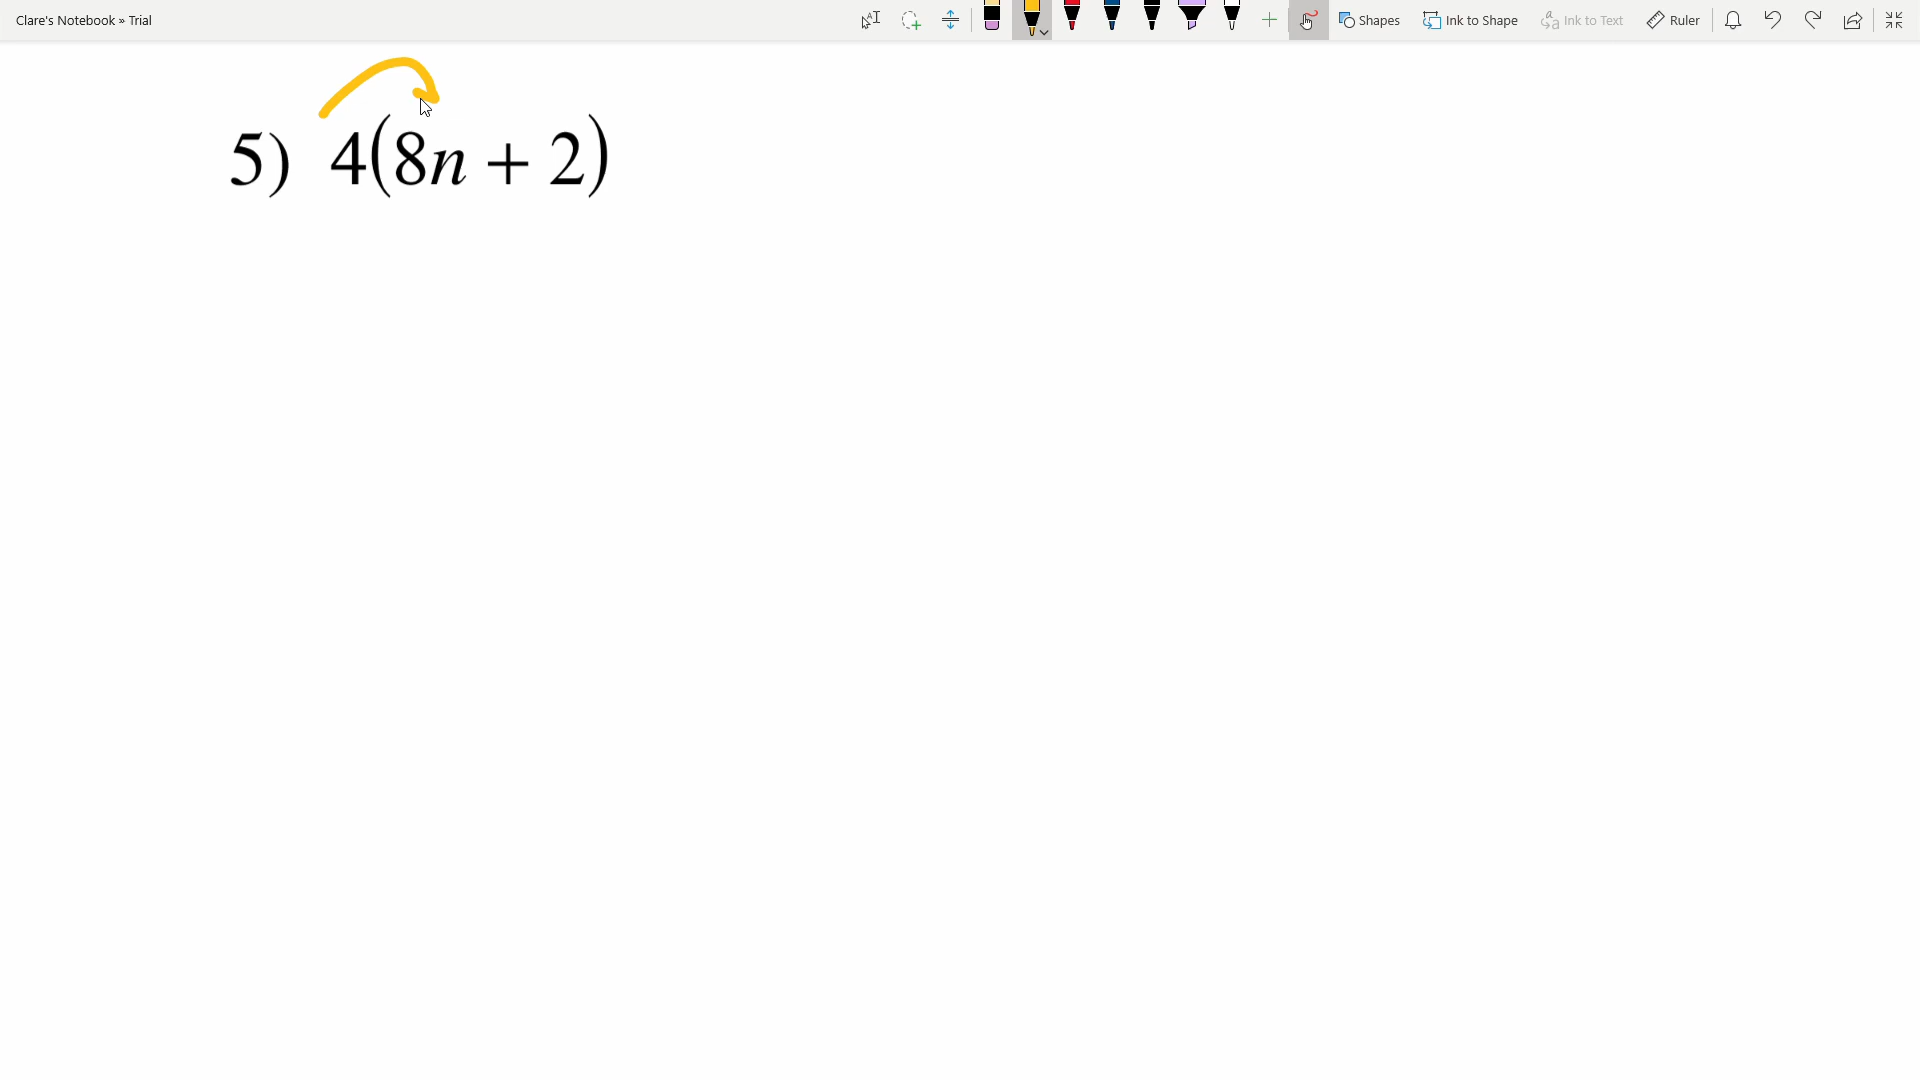 Clare's Notebook » Trial
Shapes
Ink to Shape
Ink to Text
Ruler
5) 4(8n + 2)